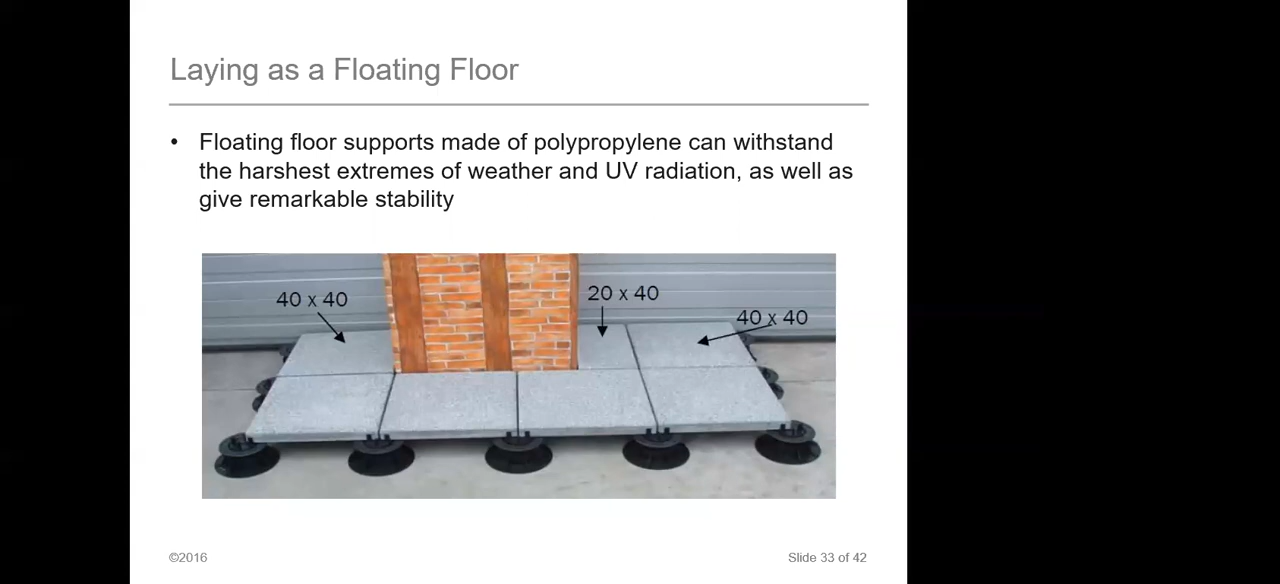 Laying as a Floating Floor
• Floating floor supports made of polypropylene can withstand
the harshest extremes of weather and UV radiation, as well as
give remarkable stability
40 x 40
20 x 40
40 x 40
©2016
Slide 33 of 42